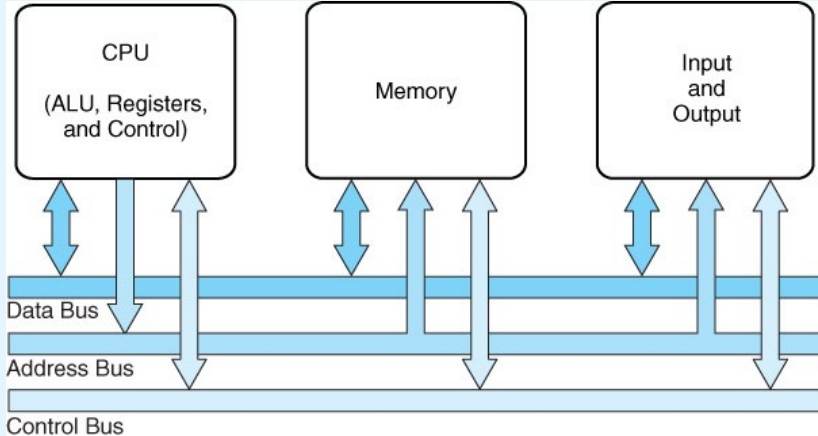 CPU
(ALU, Registers,
and Control)
Memory
Input
and
Output
Data Bus
Address Bus
Control Bus